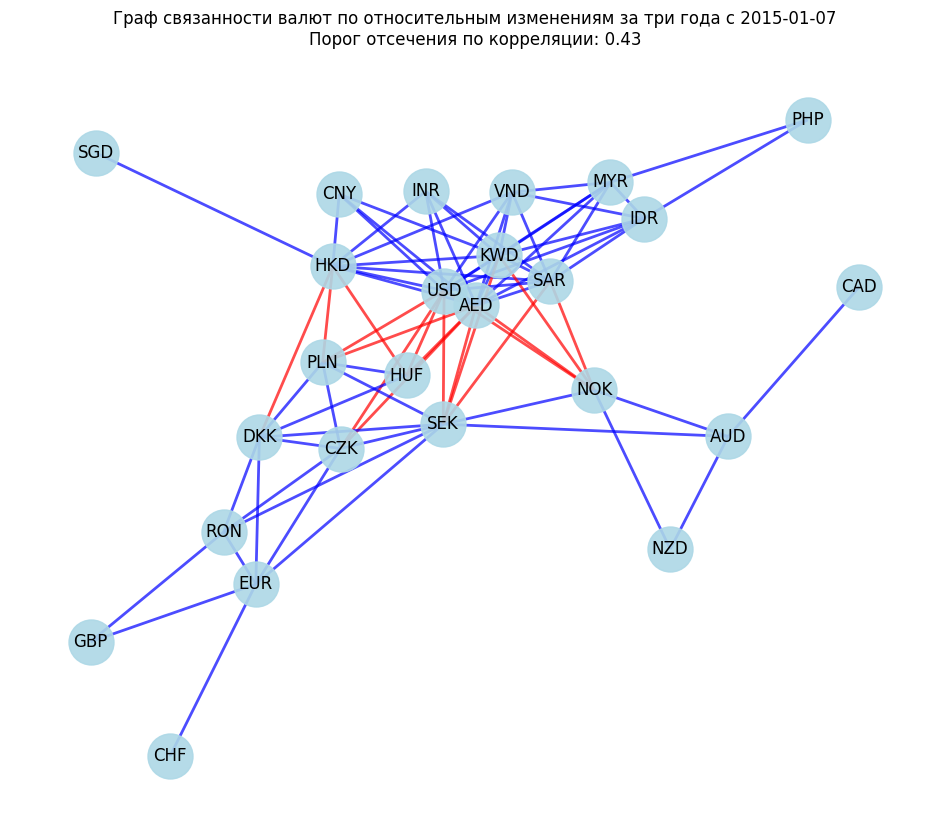 Граф связанности валют по относительным изменениям за три года с 2015-01-07
Порог отсечения по корреляции: 0.43
PHP
SGD
MYR
CNY
INR
VND
IDR
KWD
HKD
SAR
CAD
USD
AED
PLN
HUF
NOK
SEK
DKK
AUD
CZK
RON
NZD
EUR
GBP
CHF